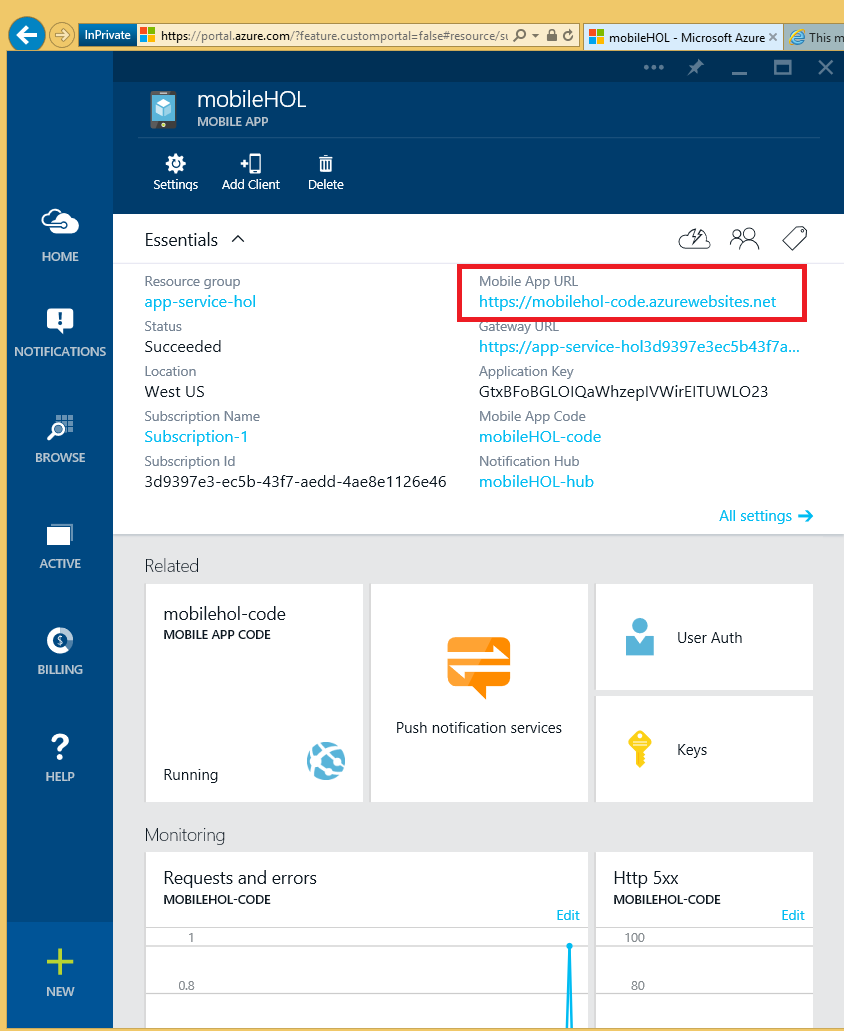 InPrivate
https://portal.azure.com/?feature.customportal=false#resource/su
mobileHOL - Microsoft Azure
This m
mobileHOL
MOBILE APP
Settings
Add Client
Delete
HOME
NOTIFICATIONS
BROWSE
ACTIVE
BILLING
HELP
NEW
Essentials
Resource group
app-service-hol
Status
Succeeded
Location
West US
Subscription Name
Subscription-1
Subscription Id
3d9397e3-ec5b-43f7-aedd-4ae8e1126e46
Mobile App URL
https://mobilehol-code.azurewebsites.net
Gateway URL
https://app-service-hol3d9397e3ec5b43f7a...
Application Key
Mobile App Code
mobileHOL-code
Notification Hub
mobileHOL-hub
All settings
Related
mobilehol-code
MOBILE APP CODE
Running
Push notification services
User Auth
Keys
Monitoring
Requests and errors
MOBILEHOL-CODE
Edit
1
0.8
Http 5xx
MOBILEHOL-CODE
Edit
100
80